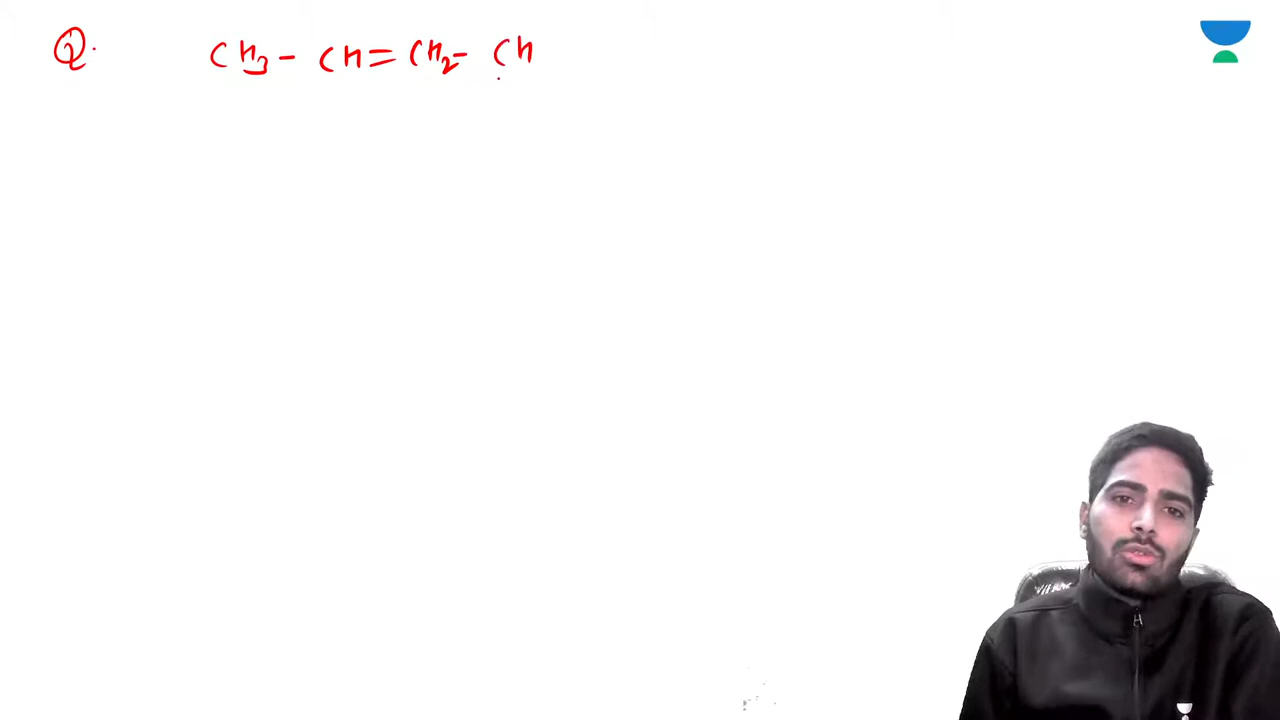 Q. CH3 - CH = CH2 - CH